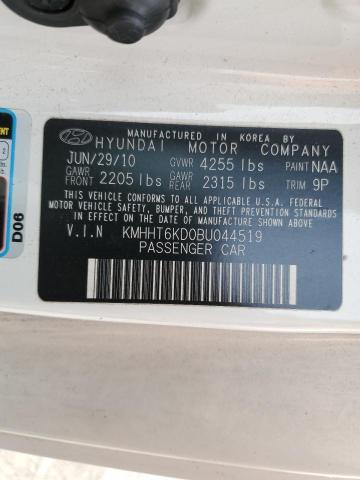 MANUFACTURED IN KOREA BY
HYUNDAI MOTOR COMPANY
JUN/29/10 GVWR 4255 lbs PAINT NAA
GAWR FRONT 2205 lbs GAWR REAR 2315 lbs TRIM 9P
THIS VEHICLE CONFORMS TO ALL APPLICABLE U.S.A. FEDERAL
MOTOR VEHICLE SAFETY, BUMPER, AND THEFT PREVENTION
STANDARDS IN EFFECT ON THE DATE OF MANUFACTURE SHOWN ABOVE.
V.I.N KMHHT6KD0BU044519
PASSENGER CAR
D06
2